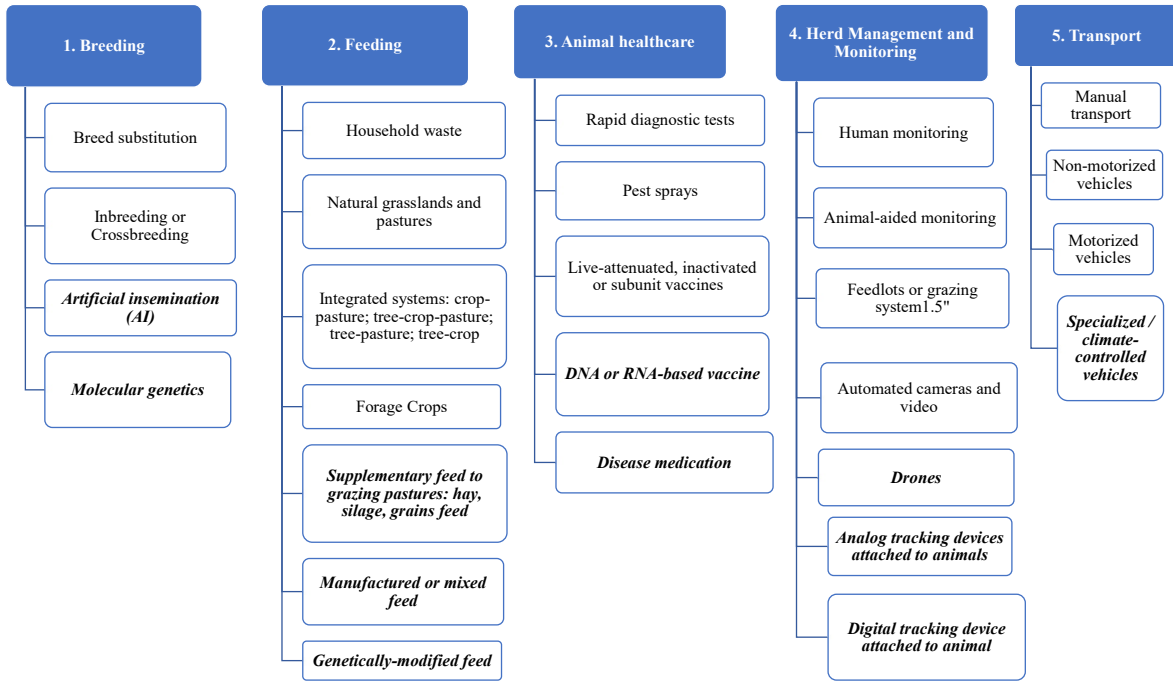 1. Breeding
Breed substitution
Inbreeding or
Crossbreeding
Artificial insemination
(AI)
Molecular genetics
2. Feeding
Household waste
Natural grasslands and
pastures
Integrated systems: crop-
pasture; tree-crop-pasture;
tree-pasture; tree-crop
Forage Crops
Supplementary feed to
grazing pastures: hay,
silage, grains feed
Manufactured or mixed
feed
Genetically-modified feed
3. Animal healthcare
Rapid diagnostic tests
Pest sprays
Live-attenuated, inactivated
or subunit vaccines
DNA or RNA-based vaccine
Disease medication
4. Herd Management and
Monitoring
Human monitoring
Animal-aided monitoring
Feedlots or grazing
system1.5"
Automated cameras and
video
Drones
Analog tracking devices
attached to animals
Digital tracking device
attached to animal
5. Transport
Manual
transport
Non-motorized
vehicles
Motorized
vehicles
Specialized /
climate-
controlled
vehicles